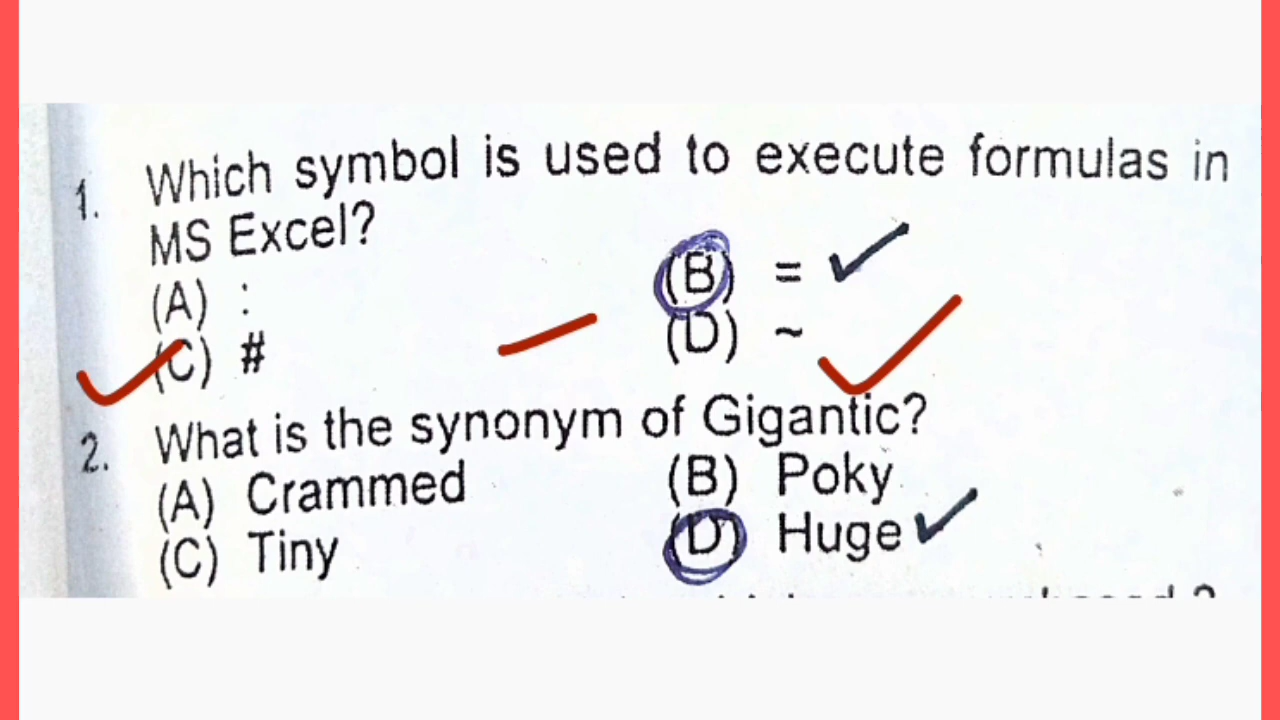 1. Which symbol is used to execute formulas in
MS Excel?
(A) : (B) =
(C) # (D) ~
2. What is the synonym of Gigantic?
(A) Crammed (B) Poky
(C) Tiny (D) Huge